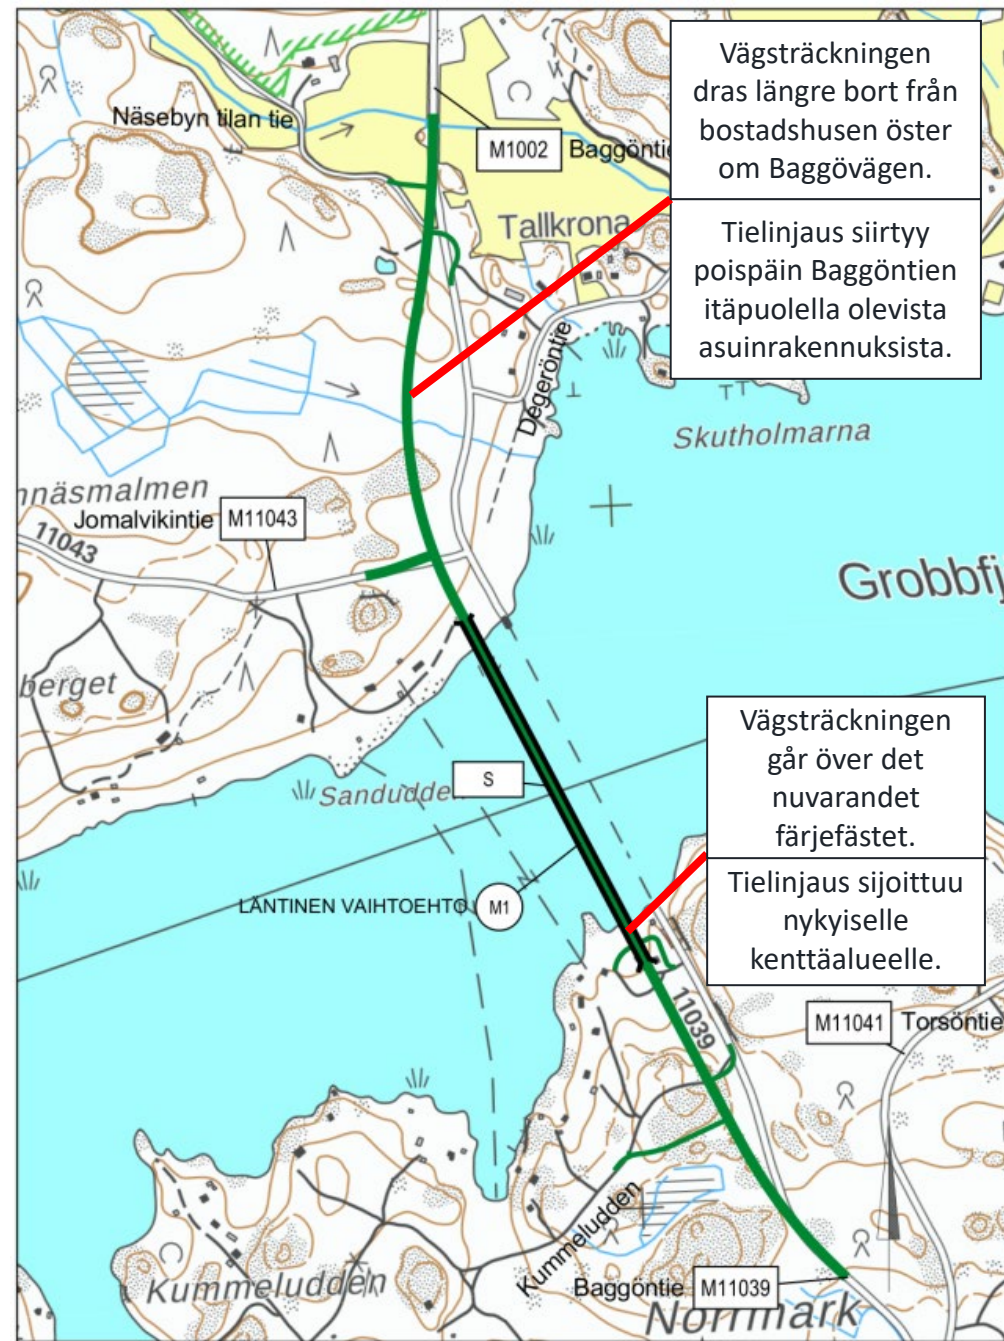 Vägsträckningen
dras längre bort från
bostadshusen öster
om Baggövägen.
Tielinjaus siirtyy
poispäin Baggöntien
itäpuolella olevista
asuinrakennuksista.
Näsebyn tilan tie
M1002 Baggöntie
Tallkrona
Degeröntie
Skutholmarna
nnäsmalmen
Jomalvikintie M11043
11043
Grobbfj
berget
Vägsträckningen
går över det
nuvarandet
färjefästet.
Tielinjaus sijoittuu
nykyiselle
kenttäalueelle.
S
Sandudden
LÄNTINEN VAIHTOEHTO M1
11039
M11041 Torsöntie
Kummeludden
Kummeludden
Baggöntie M11039
Norrmark